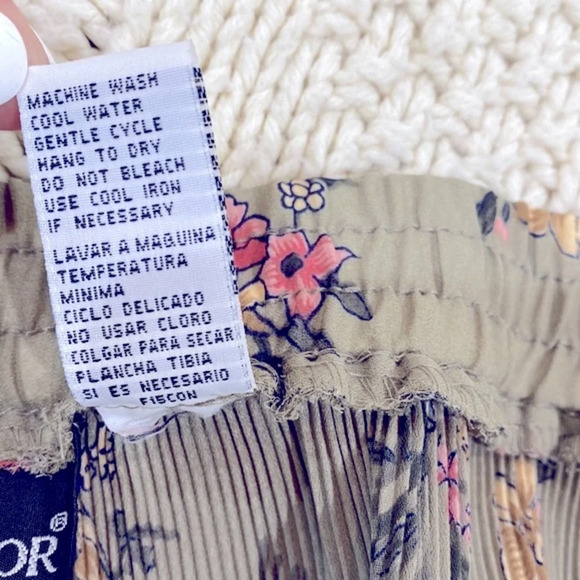 MACHINE WASH
COOL WATER
GENTLE CYCLE
HANG TO DRY
DO NOT BLEACH
USE COOL IRON
IF NECESSARY
LAVAR A MAQUINA
TEMPERATURA
MINIMA
CICLO DELICADO
NO USAR CLORO
COLGAR PARA SECAR
PLANCHA TIBIA
SI ES NECESARIO
OR®